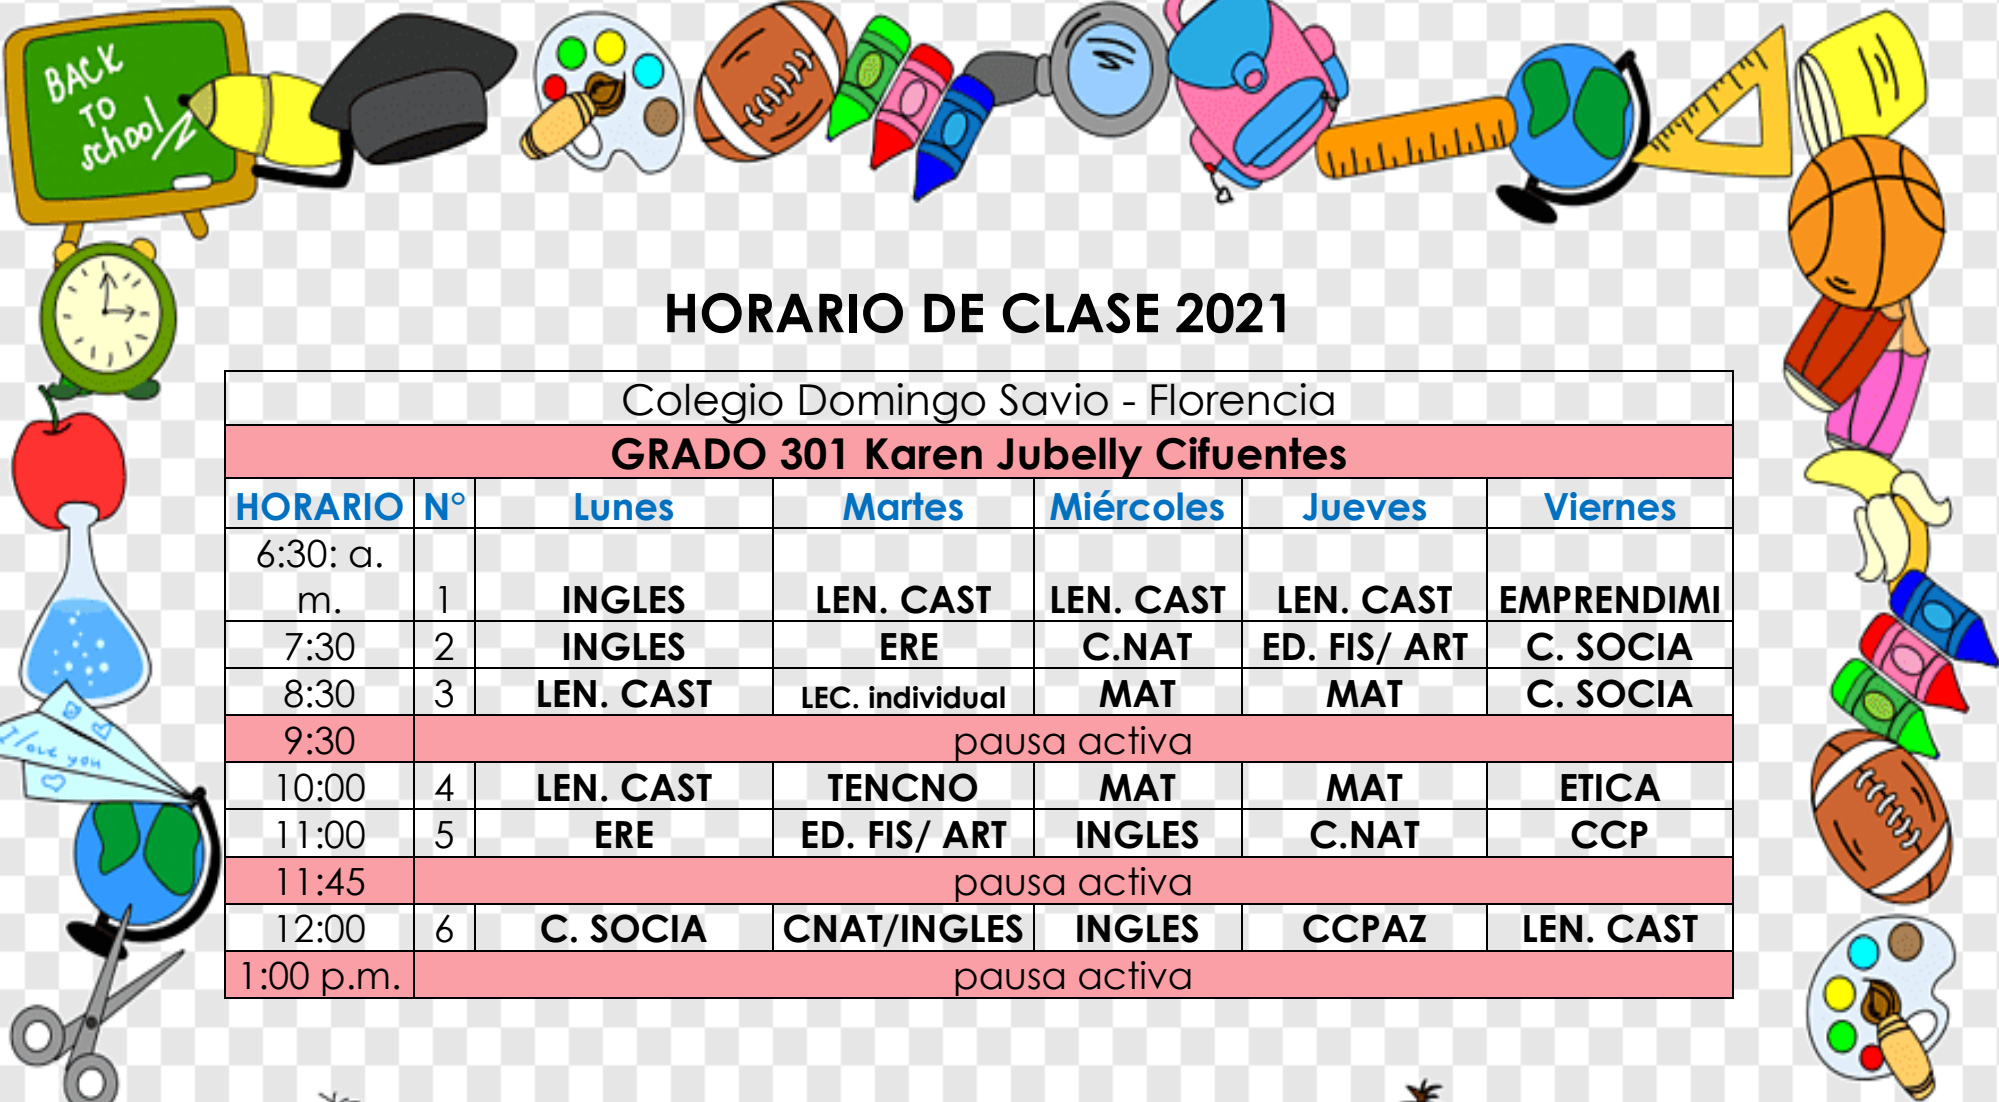 BACK
TO
school
HORARIO DE CLASE 2021
Colegio Domingo Savio - Florencia
GRADO 301 Karen Jubelly Cifuentes
HORARIO N° Lunes Martes Miércoles Jueves Viernes
6:30: a.
m. 1 INGLES LEN. CAST LEN. CAST LEN. CAST EMPRENDIMI
7:30 2 INGLES ERE C.NAT ED. FIS/ ART C. SOCIA
8:30 3 LEN. CAST LEC. individual MAT MAT C. SOCIA
9:30 pausa activa
I love you
10:00 4 LEN. CAST TENCNO MAT MAT ETICA
11:00 5 ERE ED. FIS/ ART INGLES C.NAT CCP
11:45 pausa activa
12:00 6 C. SOCIA CNAT/INGLES INGLES CCPAZ LEN. CAST
1:00 p.m. pausa activa